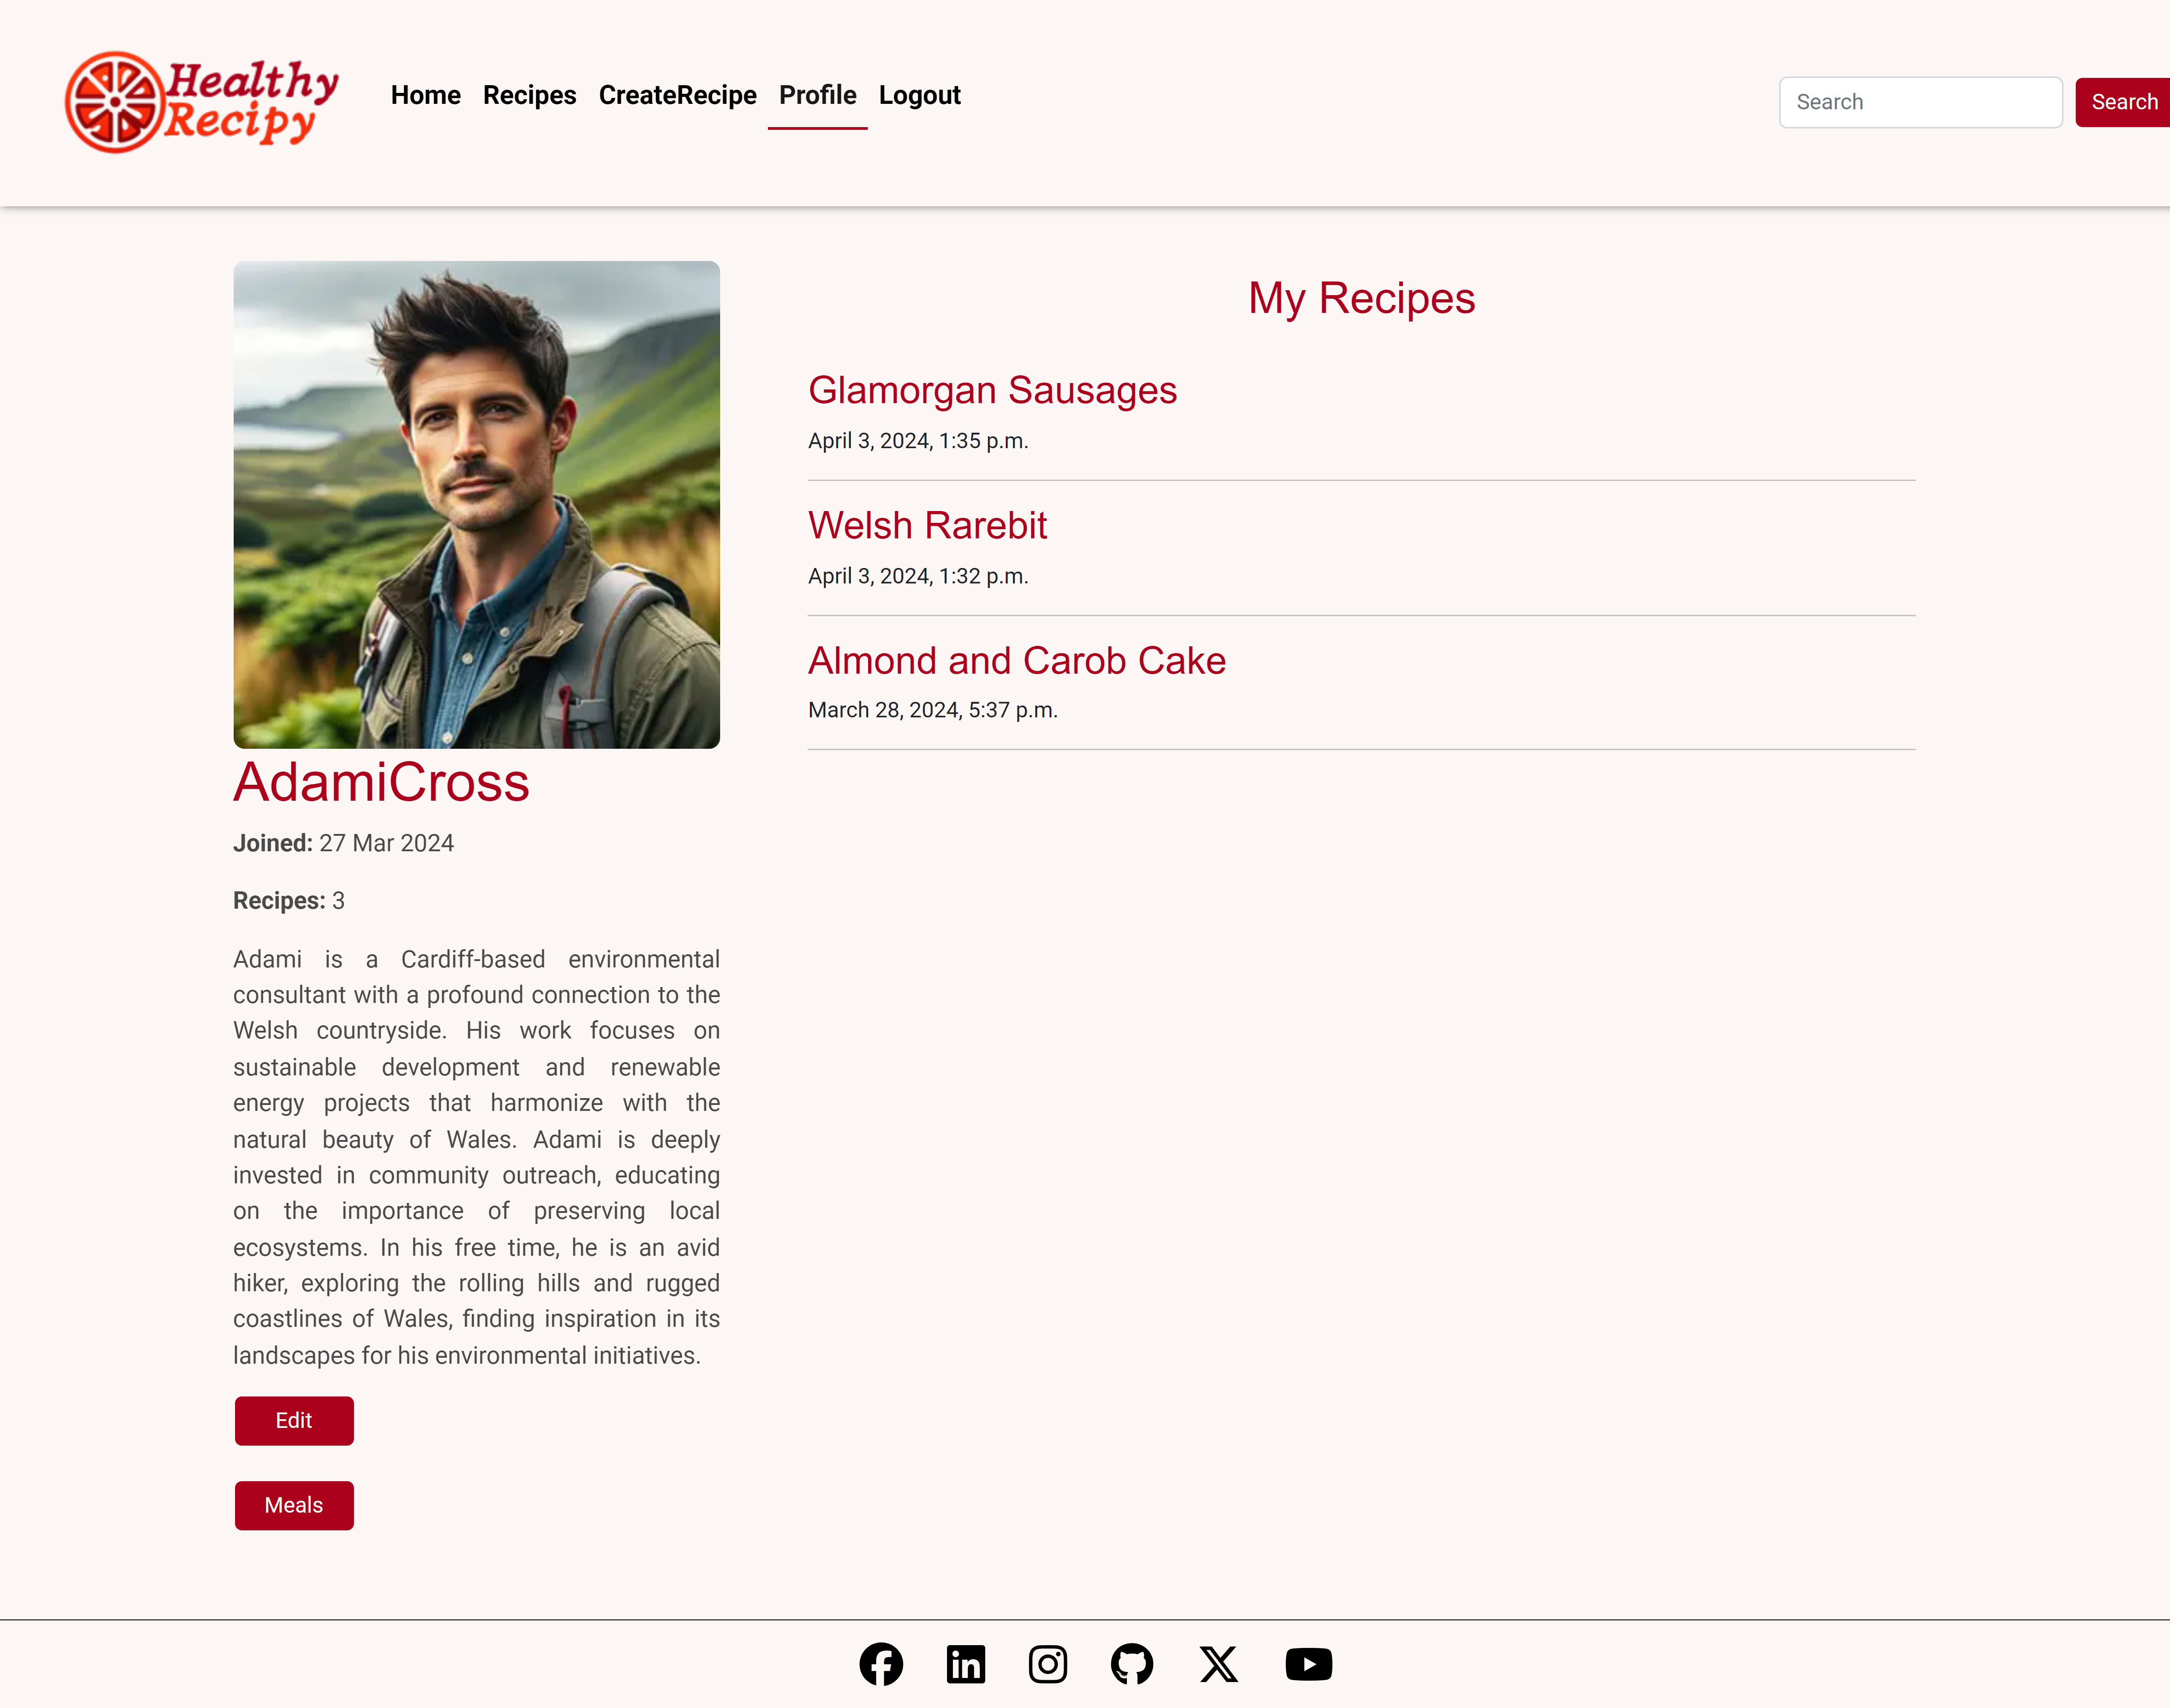 Healthy
Recipy
Home Recipes CreateRecipe Profile Logout
Search Search
My Recipes
Glamorgan Sausages
April 3, 2024, 1:35 p.m.
Welsh Rarebit
April 3, 2024, 1:32 p.m.
Almond and Carob Cake
March 28, 2024, 5:37 p.m.
AdamiCross
Joined: 27 Mar 2024
Recipes: 3
Adami is a Cardiff-based environmental
consultant with a profound connection to the
Welsh countryside. His work focuses on
sustainable development and renewable
energy projects that harmonize with the
natural beauty of Wales. Adami is deeply
invested in community outreach, educating
on the importance of preserving local
ecosystems. In his free time, he is an avid
hiker, exploring the rolling hills and rugged
coastlines of Wales, finding inspiration in its
landscapes for his environmental initiatives.
Edit
Meals